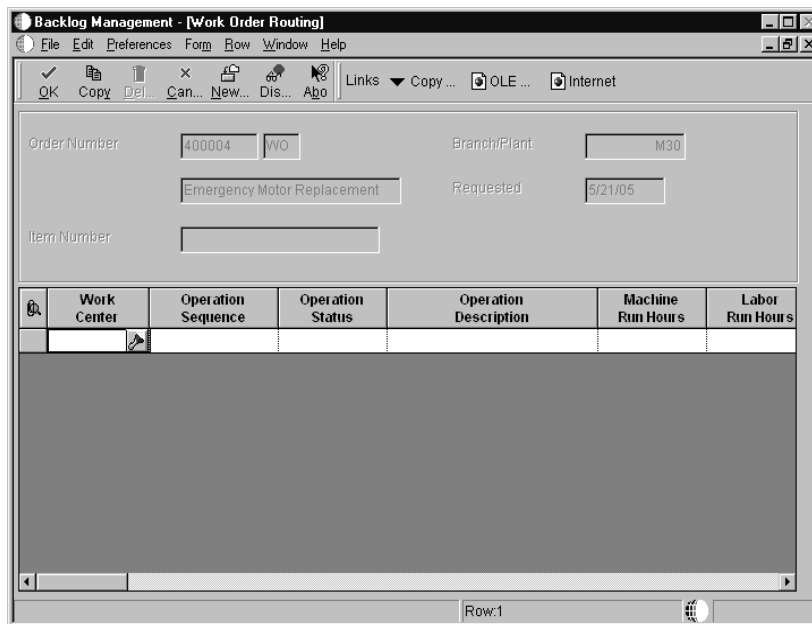 Backlog Management - [Work Order Routing]
File Edit Preferences Form Row Window Help
OK Copy Del... Can... New... Dis... Abo Links Copy ... OLE ... Internet
Order Number 400004 WO Branch/Plant M30
Emergency Motor Replacement Requested 5/21/05
Item Number
Work Center Operation Sequence Operation Status Operation Description Machine Run Hours Labor Run Hours
Row:1